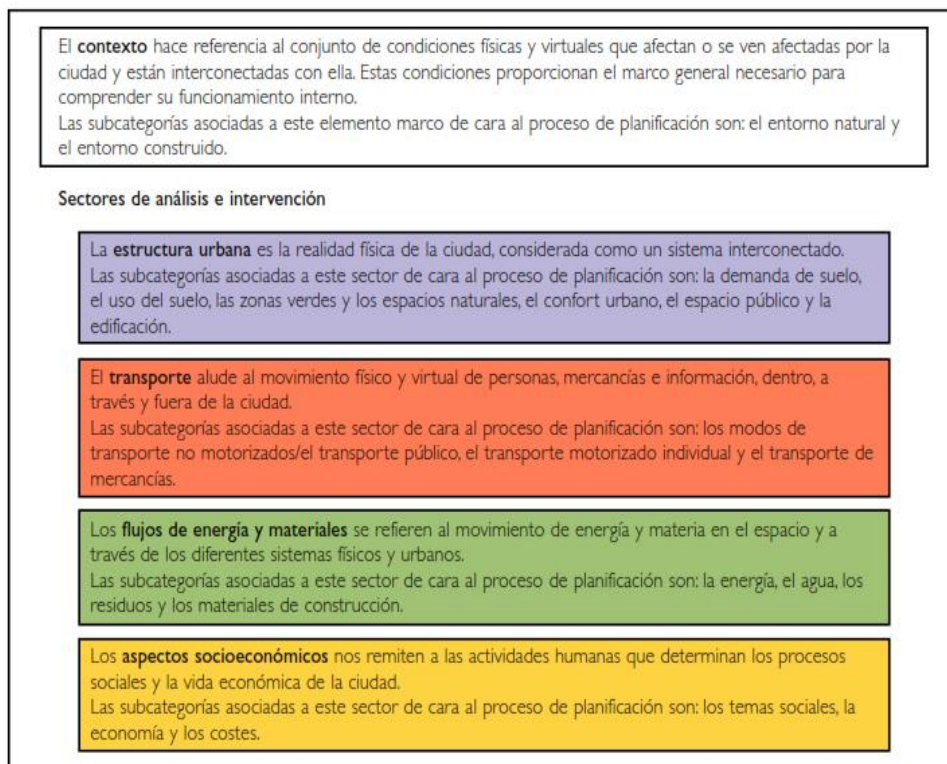 El contexto hace referencia al conjunto de condiciones físicas y virtuales que afectan o se ven afectadas por la
ciudad y están interconectadas con ella. Estas condiciones proporcionan el marco general necesario para
comprender su funcionamiento interno.
Las subcategorías asociadas a este elemento marco de cara al proceso de planificación son: el entorno natural y
el entorno construido.
Sectores de análisis e intervención
La estructura urbana es la realidad física de la ciudad, considerada como un sistema interconectado.
Las subcategorías asociadas a este sector de cara al proceso de planificación son: la demanda de suelo,
el uso del suelo, las zonas verdes y los espacios naturales, el confort urbano, el espacio público y la
edificación.
El transporte alude al movimiento físico y virtual de personas, mercancías e información, dentro, a
través y fuera de la ciudad.
Las subcategorías asociadas a este sector de cara al proceso de planificación son: los modos de
transporte no motorizados/el transporte público, el transporte motorizado individual y el transporte de
mercancías.
Los flujos de energía y materiales se refieren al movimiento de energía y materia en el espacio y a
través de los diferentes sistemas físicos y urbanos.
Las subcategorías asociadas a este sector de cara al proceso de planificación son: la energía, el agua, los
residuos y los materiales de construcción.
Los aspectos socioeconómicos nos remiten a las actividades humanas que determinan los procesos
sociales y la vida económica de la ciudad.
Las subcategorías asociadas a este sector de cara al proceso de planificación son: los temas sociales, la
economía y los costes.